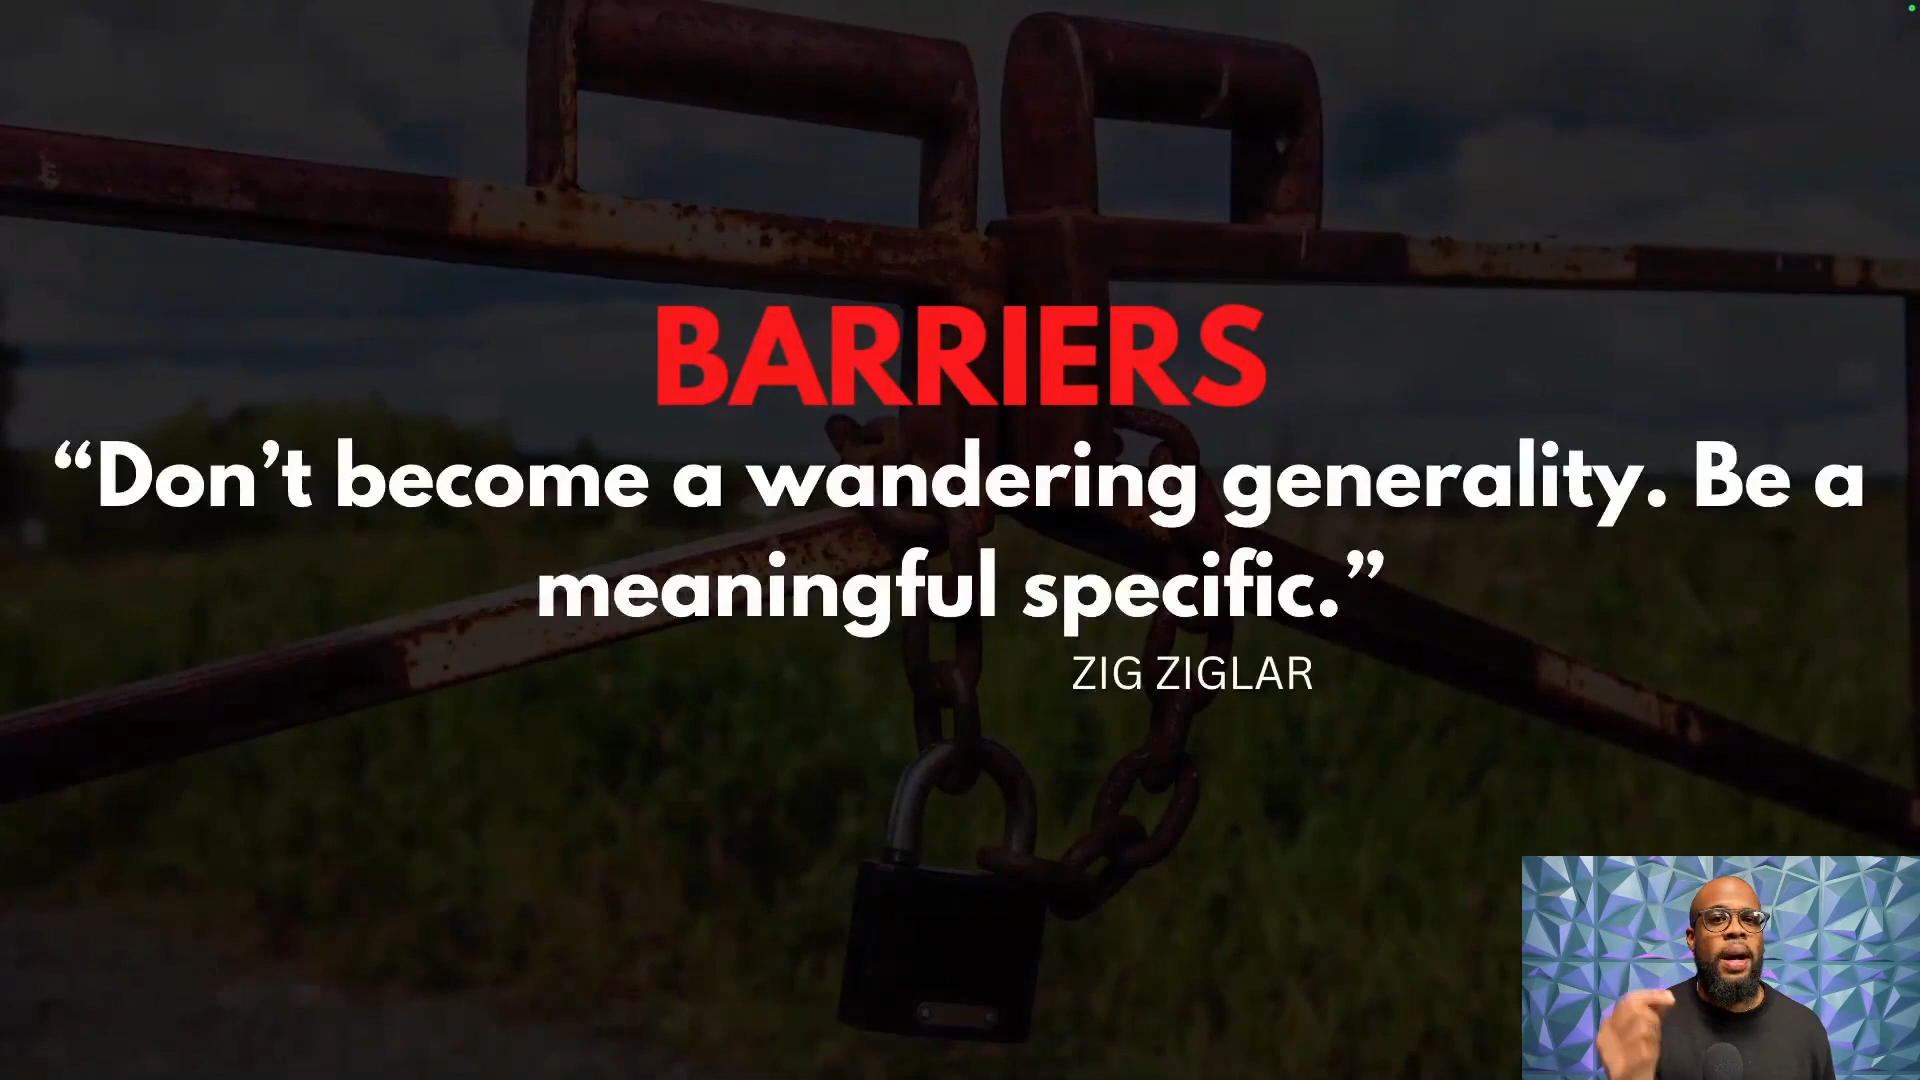 BARRIERS
“Don’t become a wandering generality. Be a
meaningful specific.”
ZIG ZIGLAR